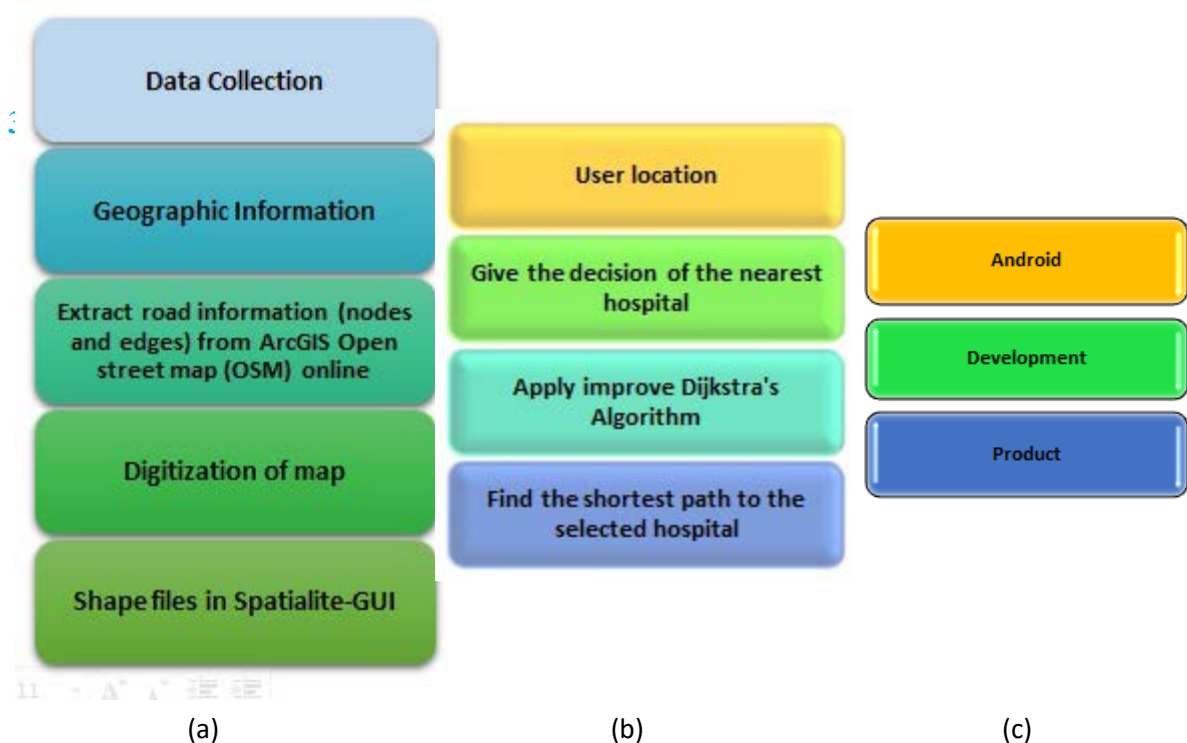 Data Collection
Geographic Information
Extract road information (nodes
and edges) from ArcGIS Open
street map (OSM) online
Digitization of map
Shape files in Spatialite-GUI
11
(a)
User location
Give the decision of the nearest
hospital
Apply improve Dijkstra's
Algorithm
Find the shortest path to the
selected hospital
(b)
Android
Development
Product
(c)